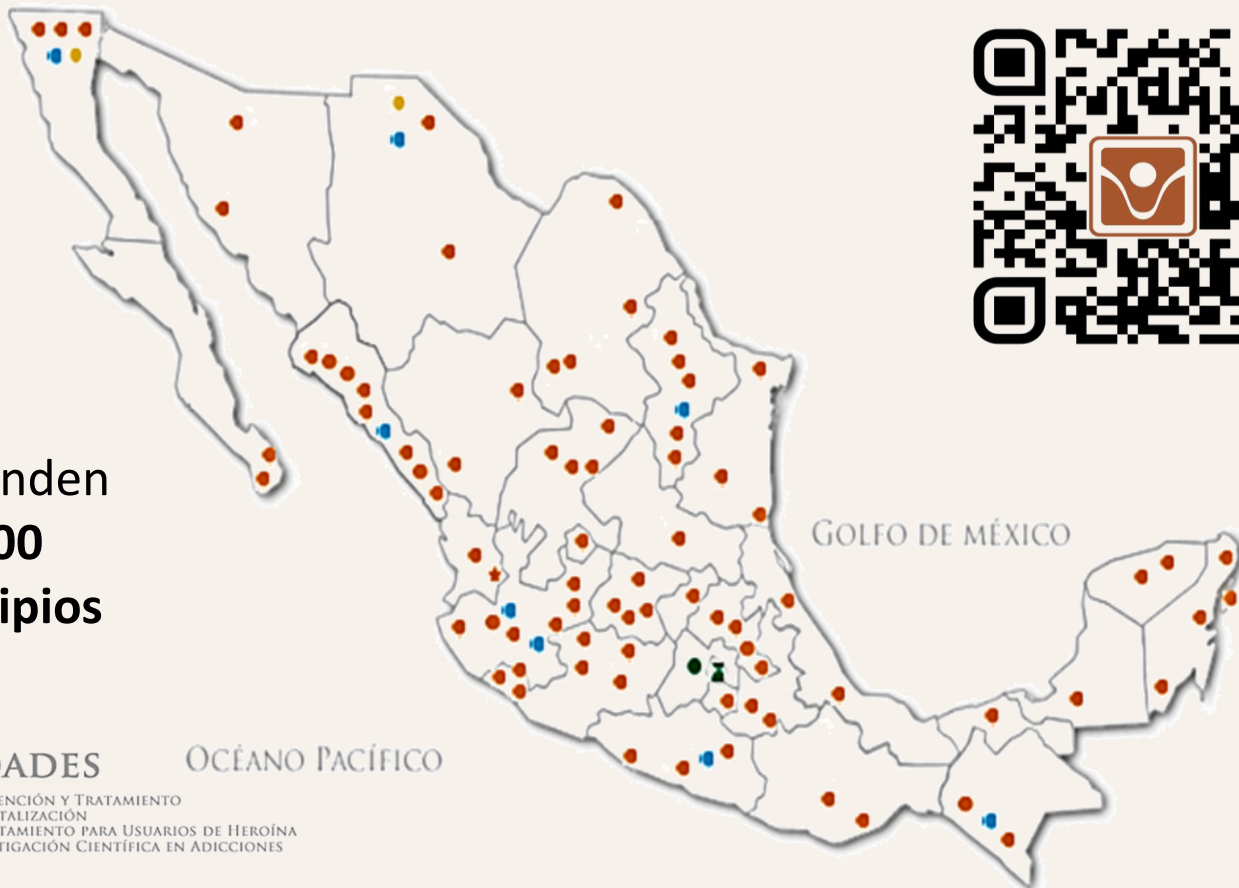 nden
00
ipios
GOLFO DE MÉXICO
OCÉANO PACÍFICO
ADES
ENCIÓN Y TRATAMIENTO
TALIZACIÓN
TAMIENTO PARA USUARIOS DE HEROÍNA
TIGACIÓN CIENTÍFICA EN ADICCIONES